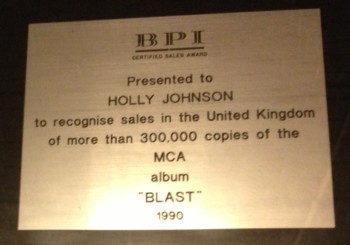 BPI
CERTIFIED SALES AWARD
Presented to
HOLLY JOHNSON
to recognise sales in the United Kingdom
of more than 300,000 copies of the
MCA
album
"BLAST"
1990